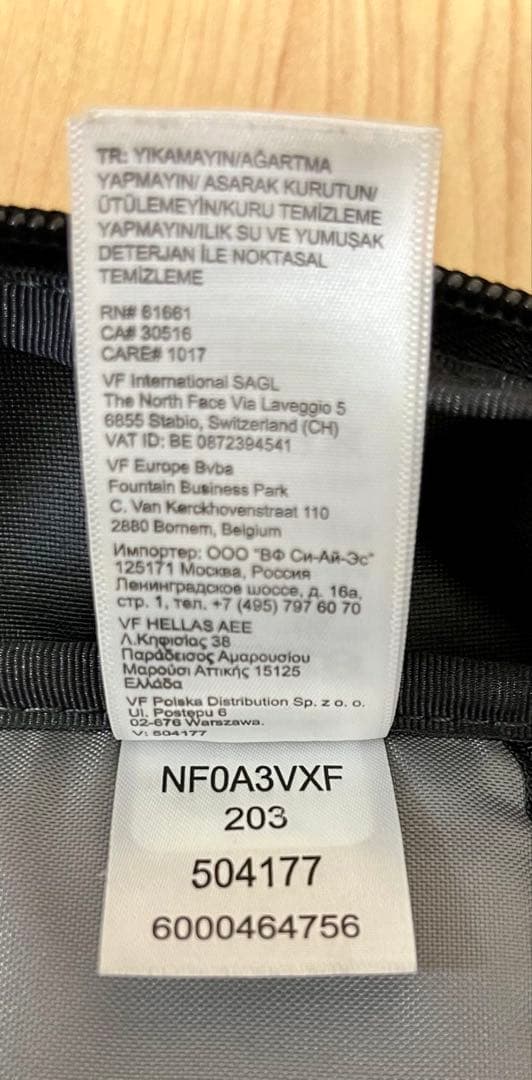 TR: YIKAMAYIN/AĞARTMA
YAPMAYIN/ ASARAK KURUTUN/
ÜTÜLEMEYİN/KURU TEMİZLEME
YAPMAYIN/ILIK SU VE YUMUŞAK
DETERJAN İLE NOKTASAL
TEMİZLEME
RN# 61661
CA# 30516
CARE# 1017
VF International SAGL
The North Face Via Laveggio 5
6855 Stabio, Switzerland (CH)
VAT ID: BE 0872394541
VF Europe Bvba
Fountain Business Park
C. Van Kerckhovenstraat 110
2880 Bornem, Belgium
Импортер: ООО "ВФ Си-Ай-Эс"
125171 Москва, Россия
Ленинградское шоссе, д. 16а,
стр. 1, тел. +7 (495) 797 60 70
VF HELLAS AEE
Λ.Κηφισίας 38
Παράδεισος Αμαρουσίου
Μαρούσι Αττικής 15125
Ελλάδα
VF Polska Distribution Sp. z o. o.
Ul. Postępu 6
02-676 Warszawa.
V: 504177
NF0A3VXF
203
504177
6000464756